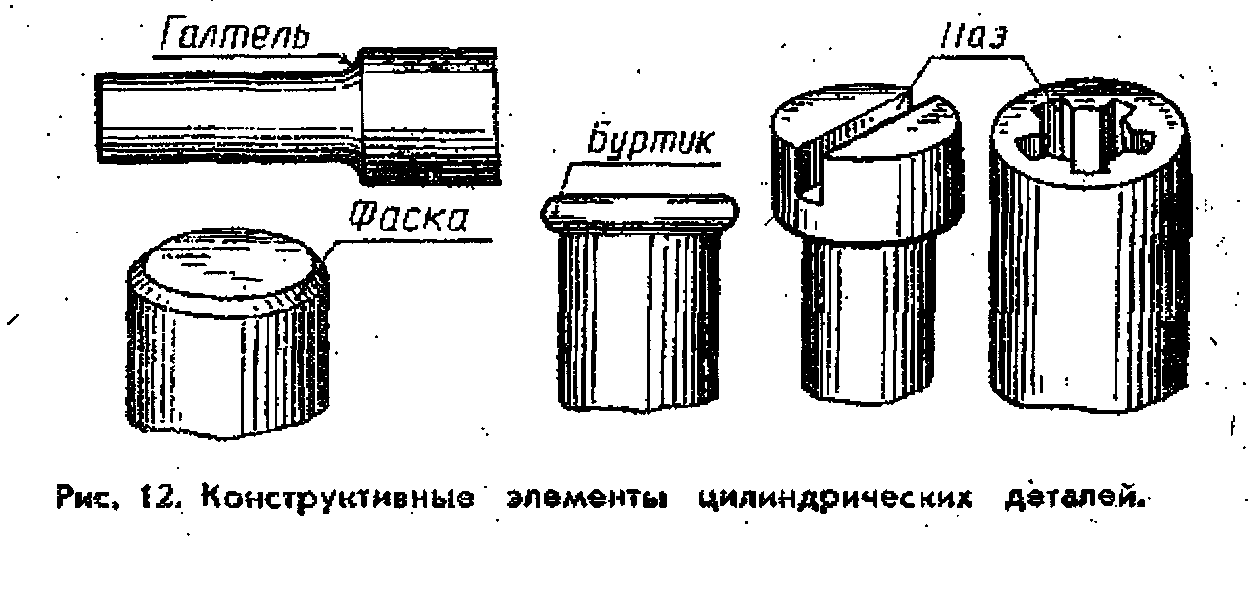 Галтель
Паз
Буртик
Фаска
Рис. 12. Конструктивные элементы цилиндрических деталей.